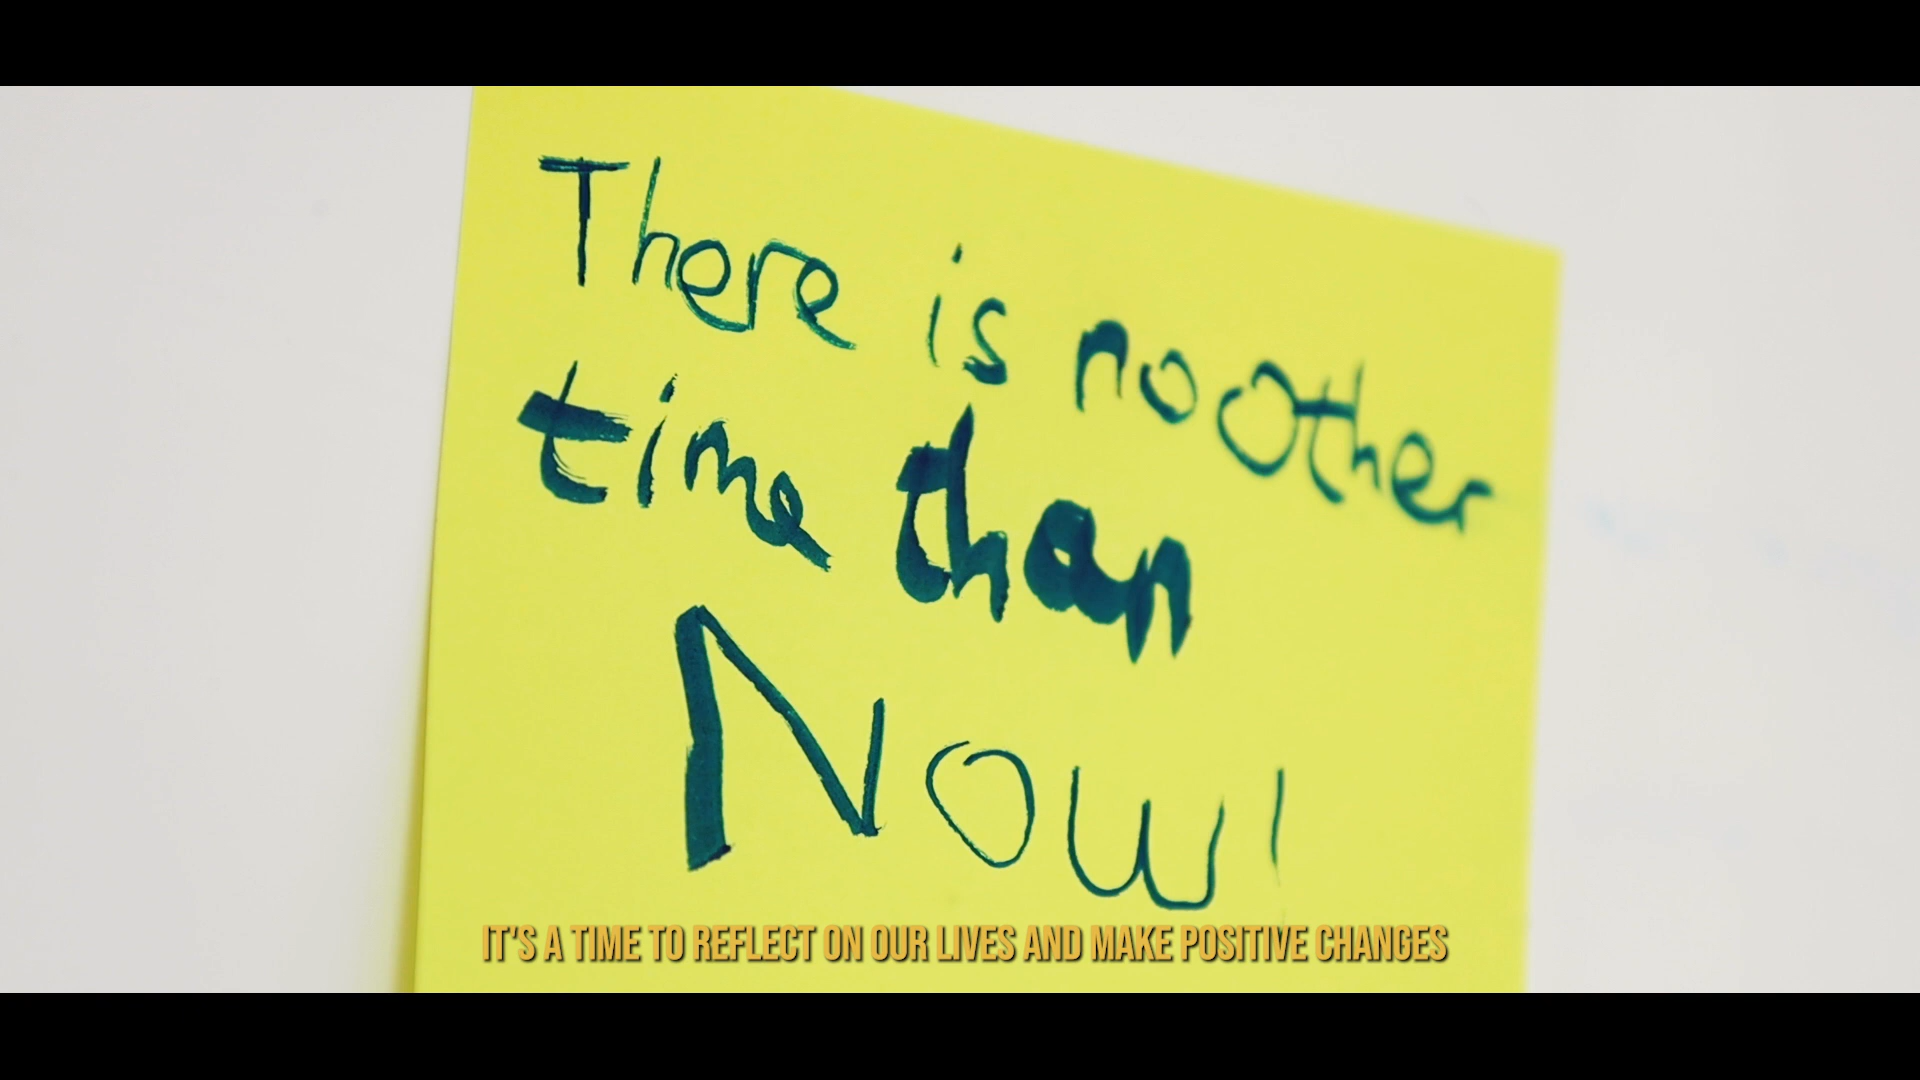 There is no Other
time than
Now!
IT'S A TIME TO REFLECT ON OUR LIVES AND MAKE POSITIVE CHANGES